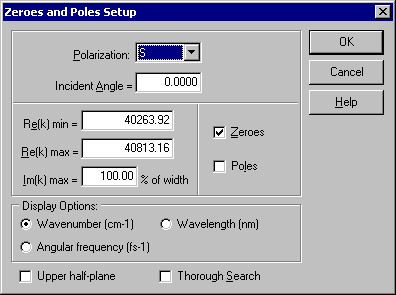 Zeroes and Poles Setup
Polarization: S
OK
Incident Angle = 0.0000
Cancel
Help
Re(k) min = 40263.92
Zeroes
Re(k) max = 40813.16
Poles
Im(k) max = 100.00 % of width
Display Options:
Wavenumber (cm-1) Wavelength (nm)
Angular frequency (fs-1)
Upper half-plane Thorough Search